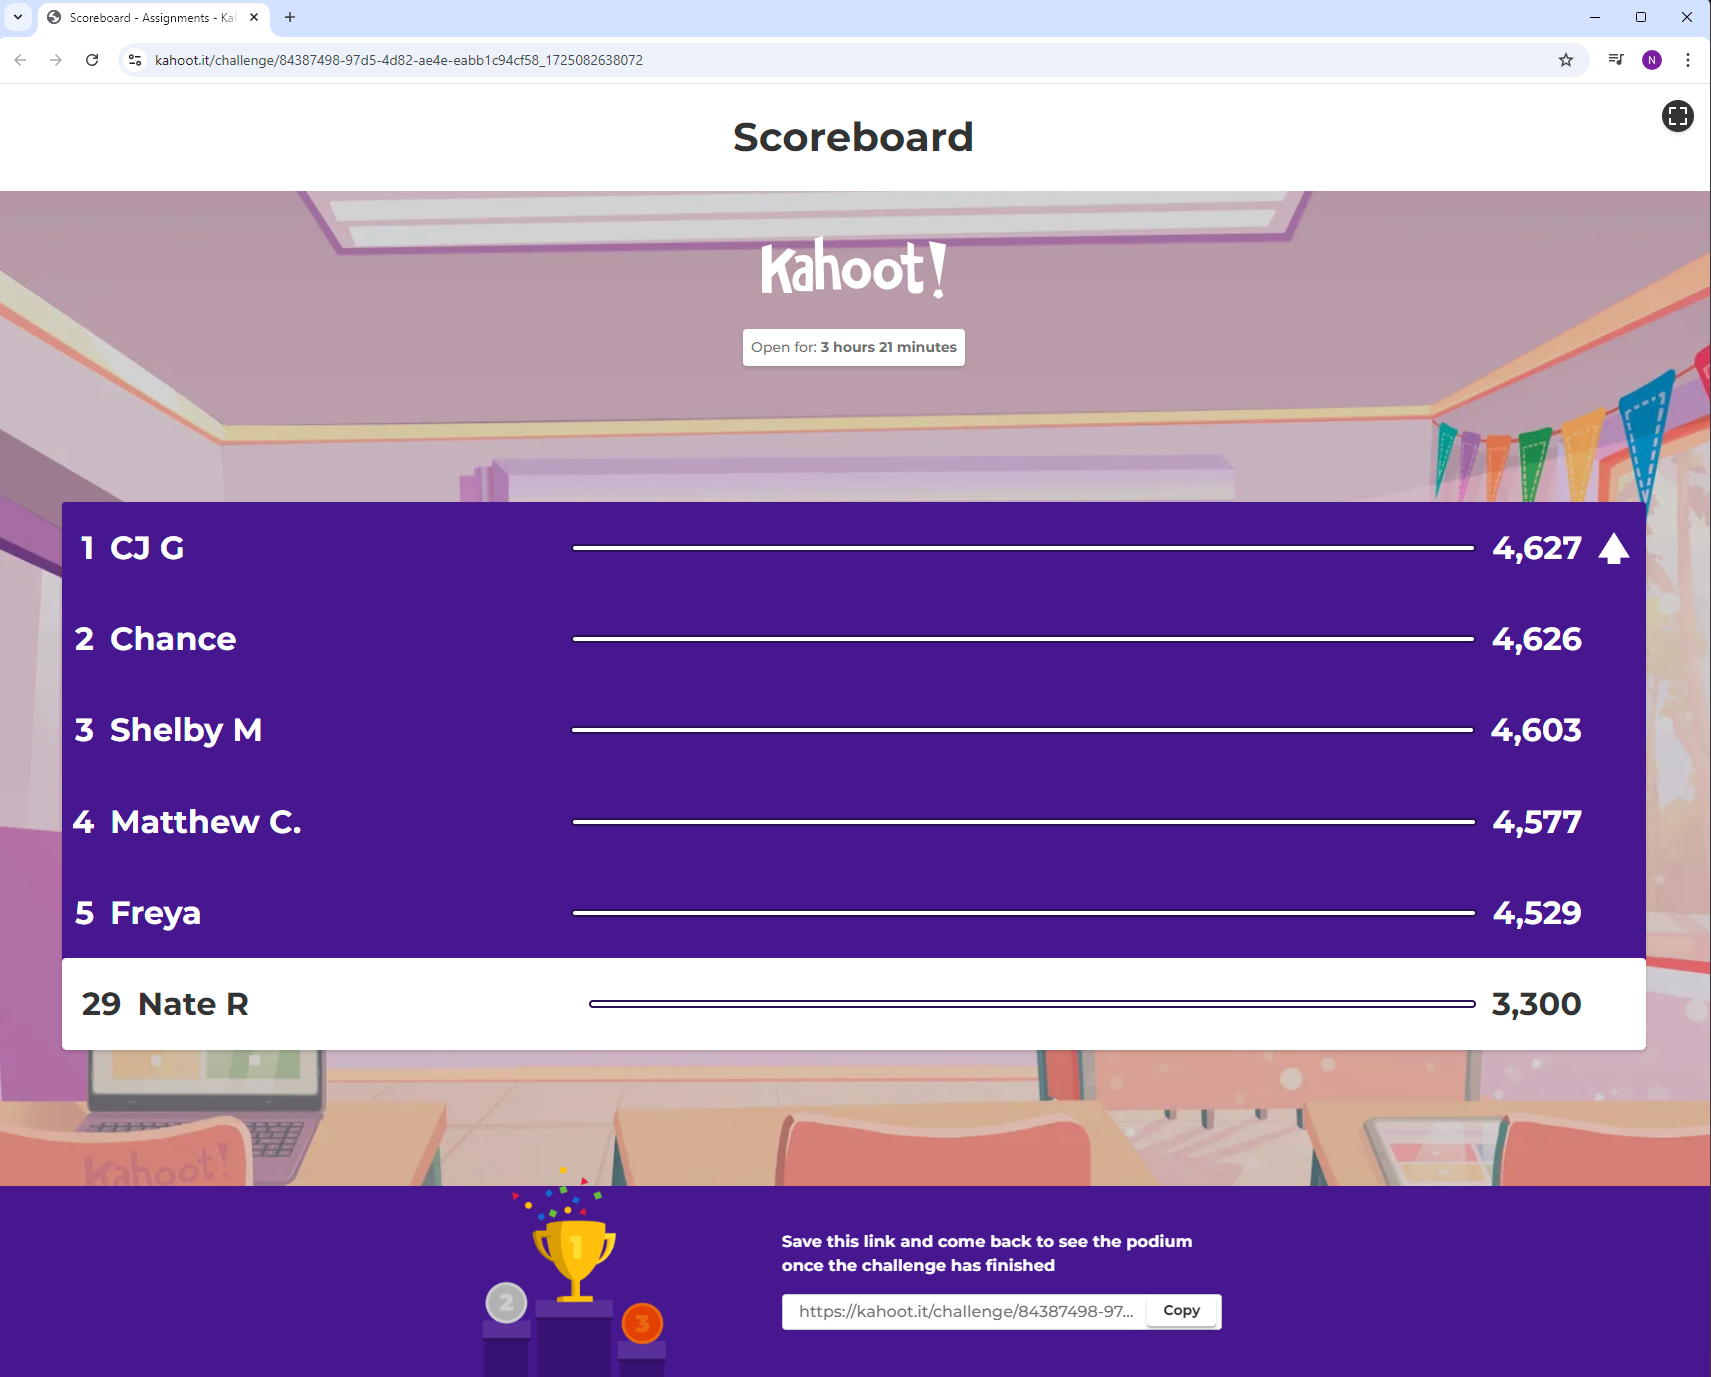 Scoreboard - Assignments - Ka
kahoot.it/challenge/84387498-97d5-4d82-ae4e-eabb1c94cf58_1725082638072
N
Scoreboard
Kahoot!
Open for: 3 hours 21 minutes
1 CJ G 4,627
2 Chance 4,626
3 Shelby M 4,603
4 Matthew C. 4,577
5 Freya 4,529
29 Nate R 3,300
Kahoot!
1
2
3
Save this link and come back to see the podium
once the challenge has finished
https://kahoot.it/challenge/84387498-97... Copy